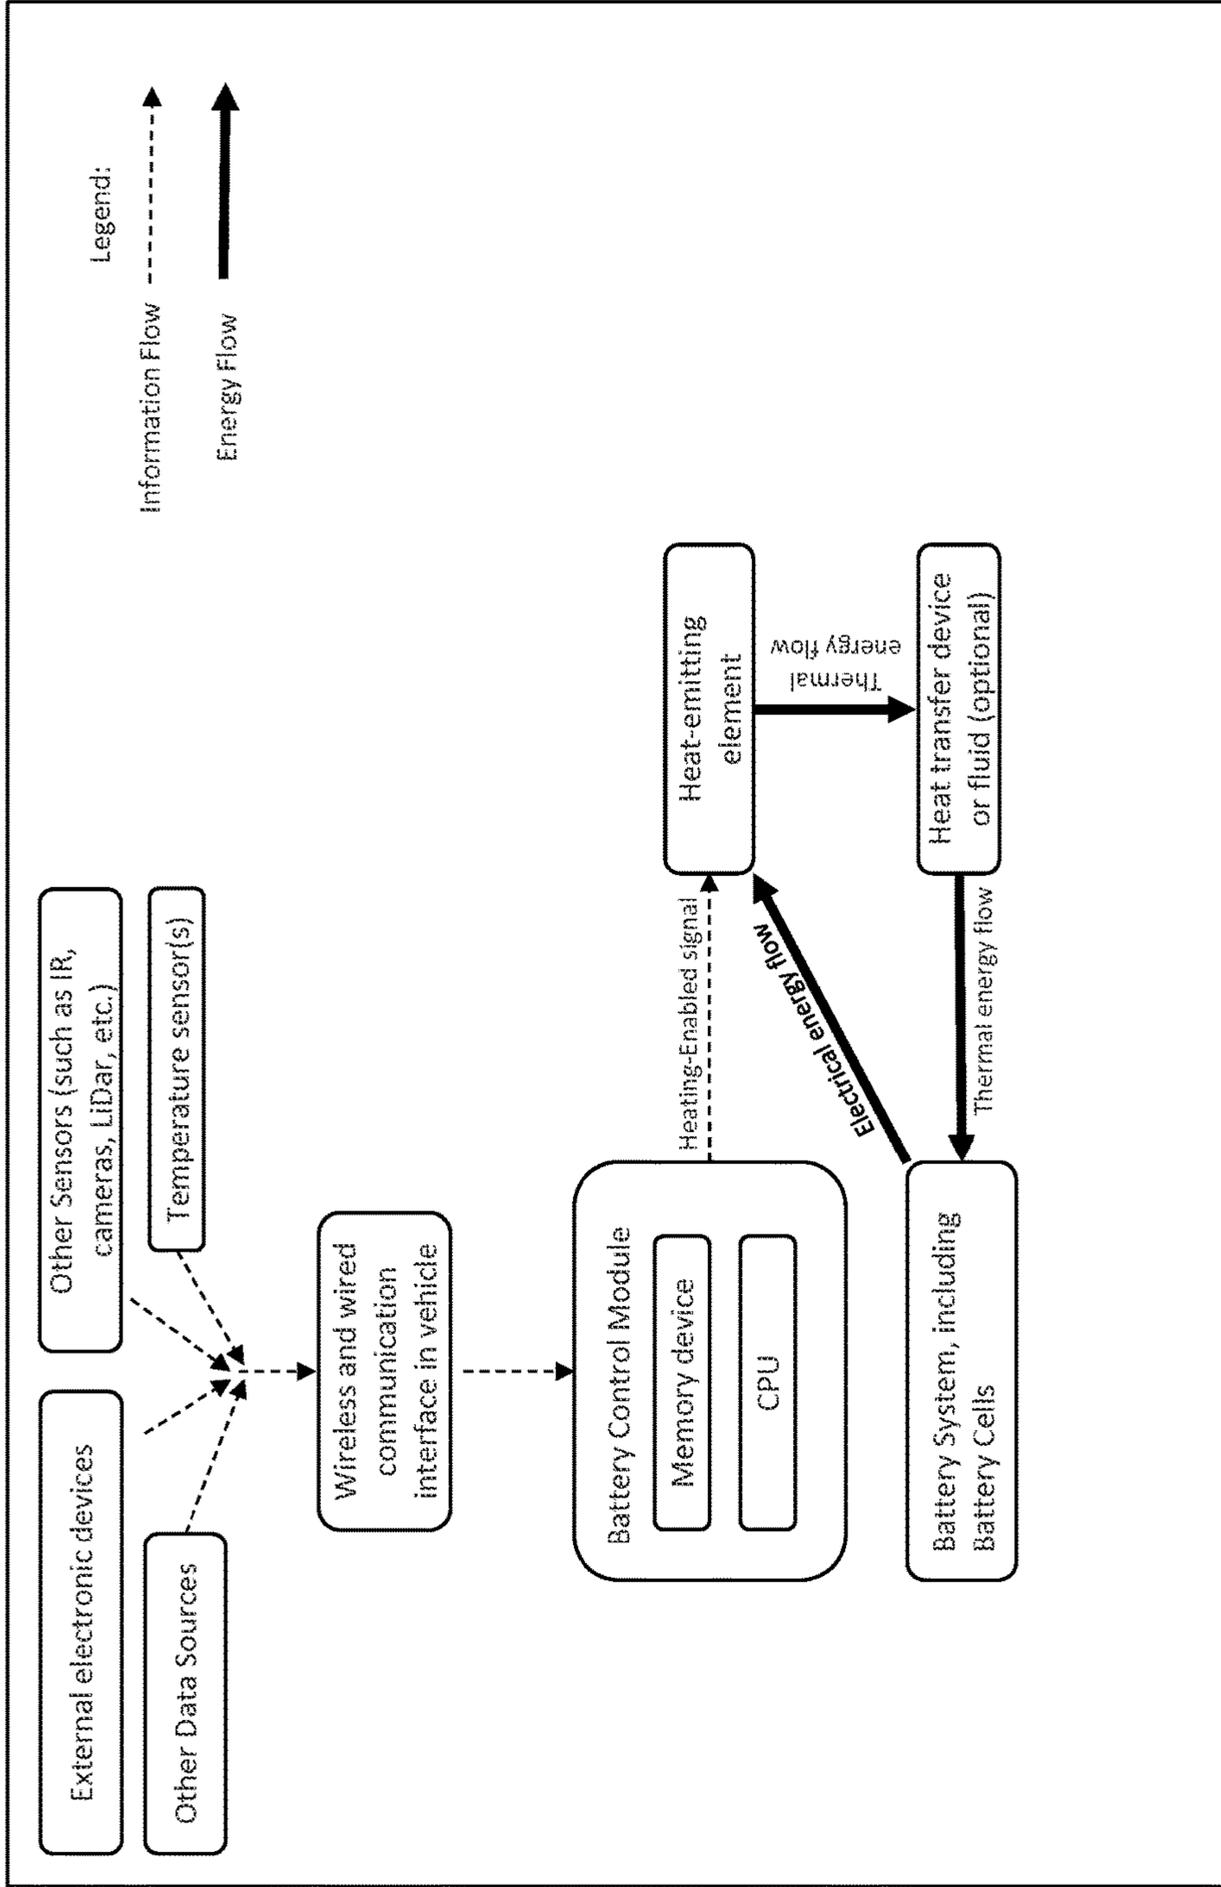 External electronic devices
Other Sensors (such as IR,
cameras, LiDar, etc.)
Legend:
Other Data Sources
Temperature sensor(s)
Information Flow
Energy Flow
Wireless and wired
communication
interface in vehicle
Battery Control Module
Memory device
CPU
Heating-Enabled signal
Heat-emitting
element
Electrical energy flow
Thermal
energy flow
Battery System, including
Battery Cells
Thermal energy flow
Heat transfer device
or fluid (optional)